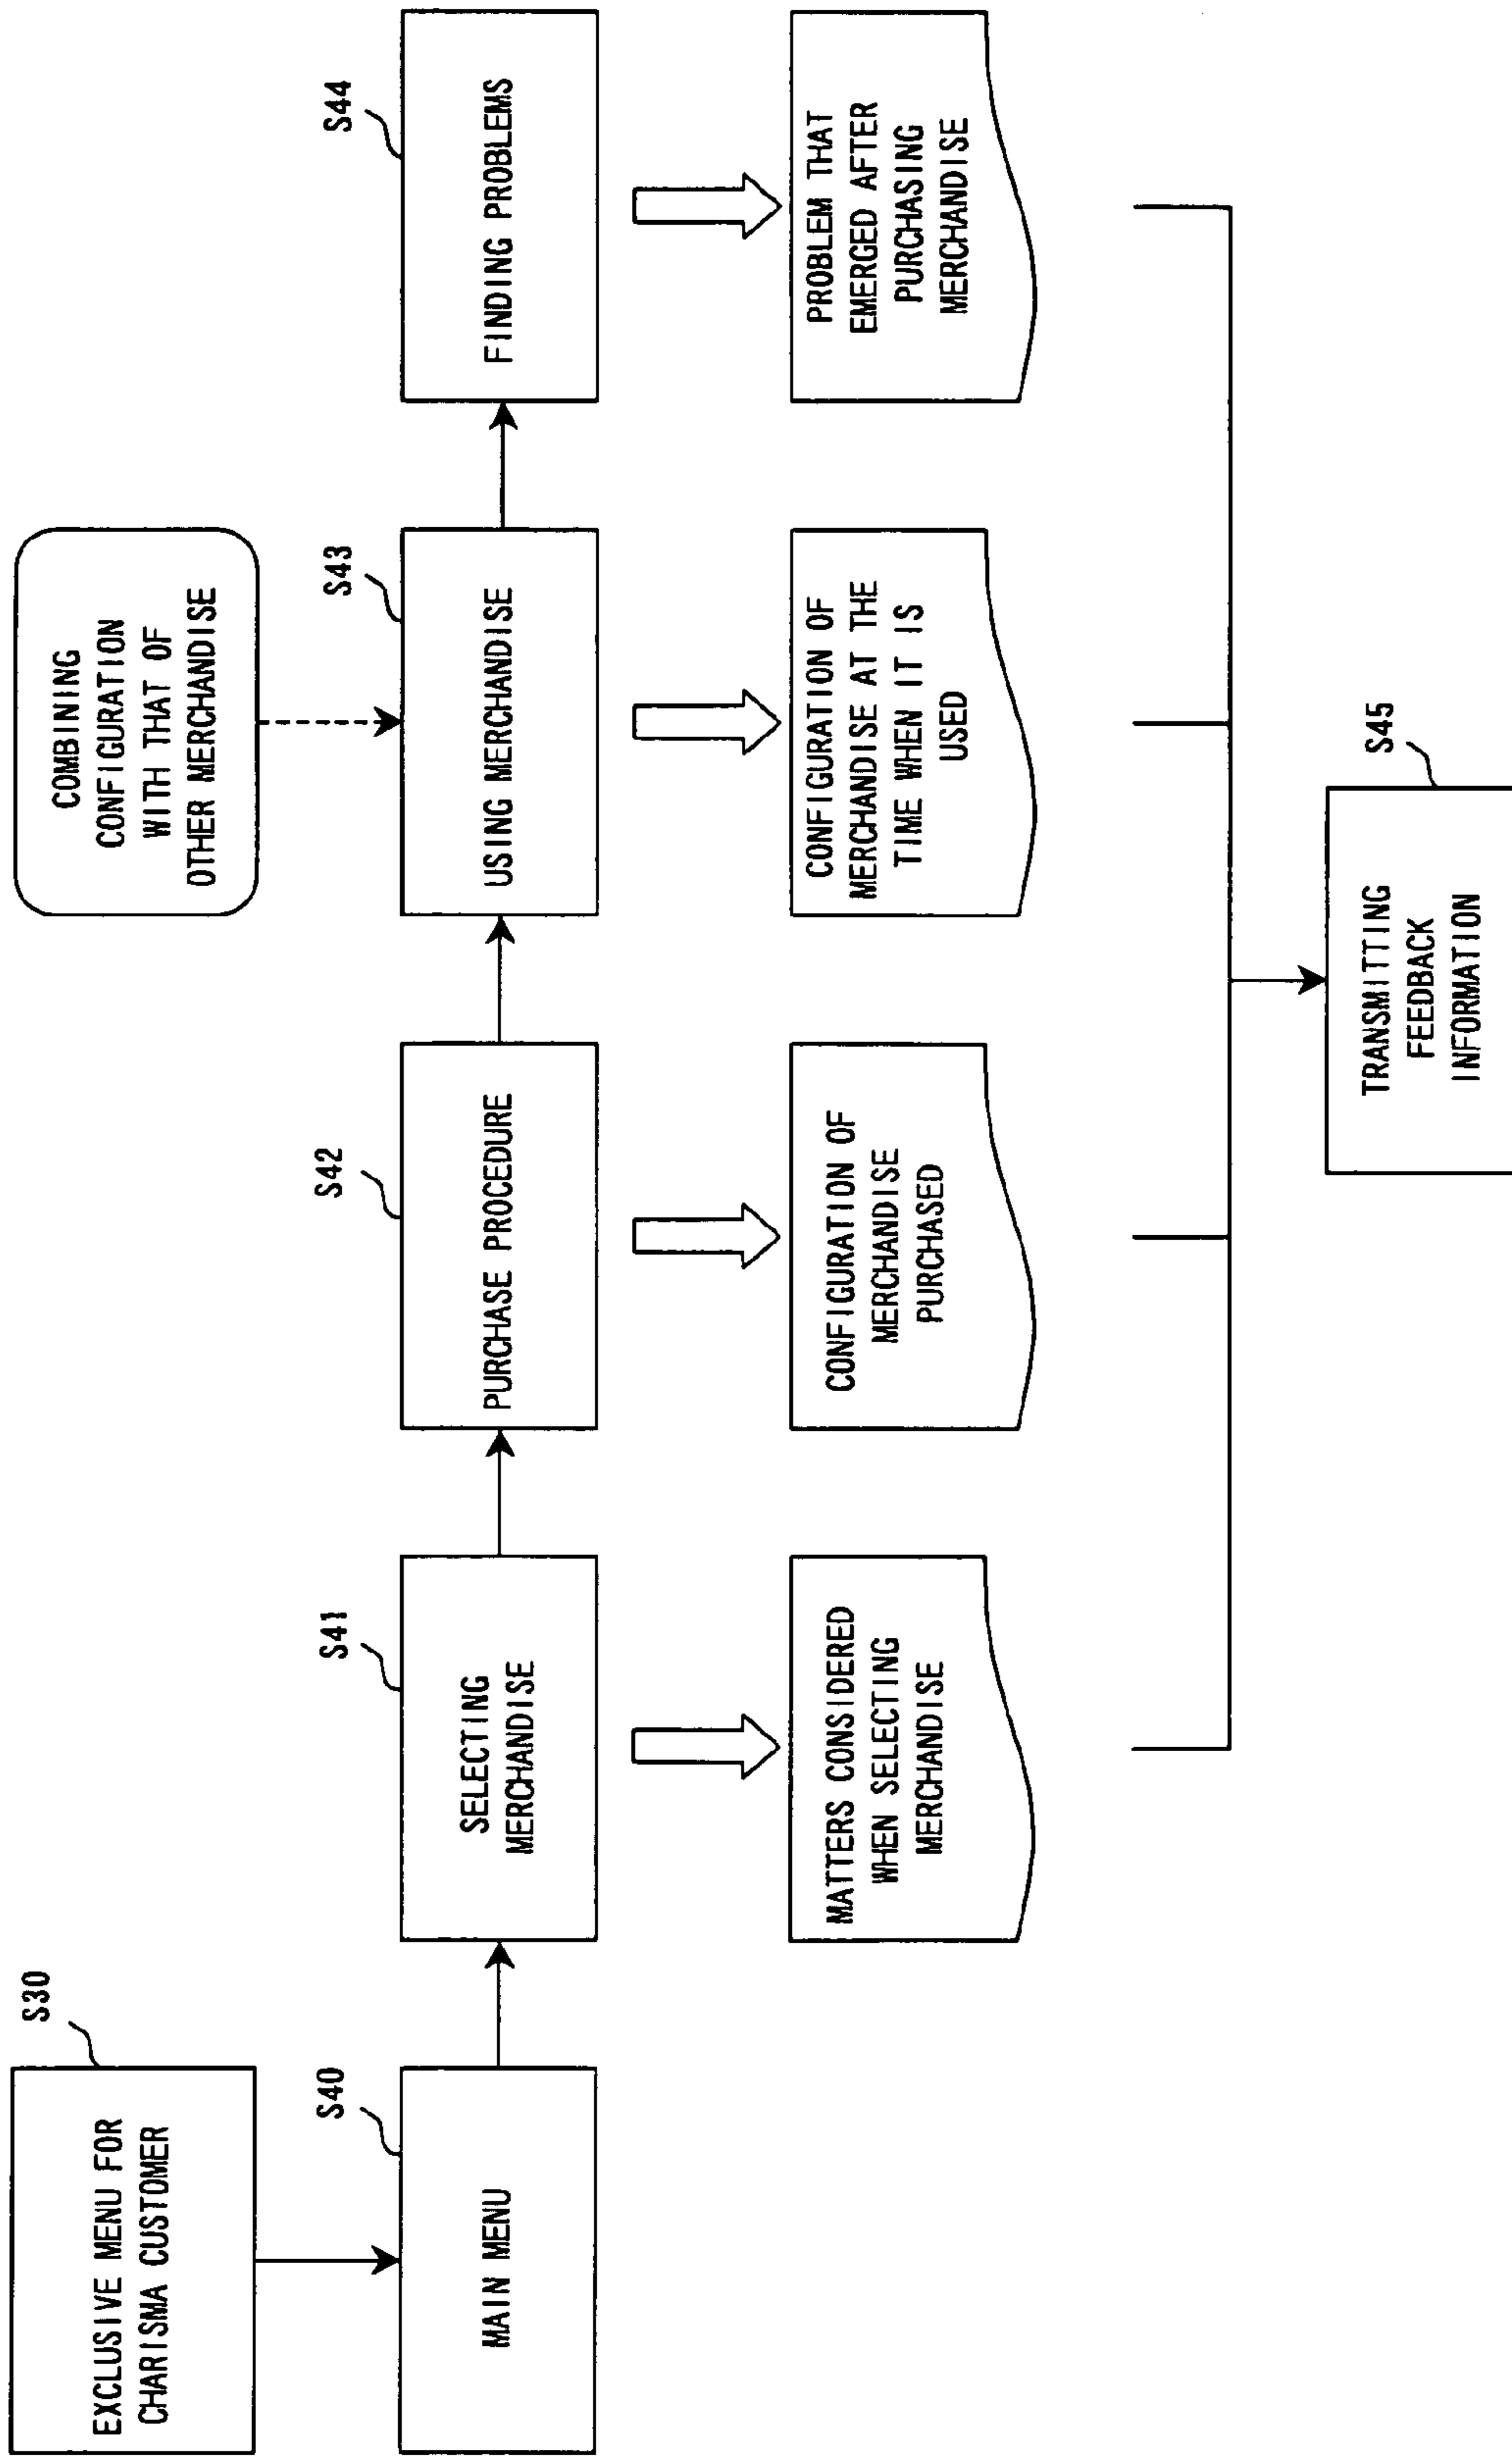 S30
EXCLUSIVE MENU FOR
CHARISMA CUSTOMER
COMBINING
CONFIGURATION
WITH THAT OF
OTHER MERCHANDISE
S40
MAIN MENU
S41
SELECTING
MERCHANDISE
S42
PURCHASE PROCEDURE
S43
USING MERCHANDISE
S44
FINDING PROBLEMS
MATTERS CONSIDERED
WHEN SELECTING
MERCHANDISE
CONFIGURATION OF
MERCHANDISE
PURCHASED
CONFIGURATION OF
MERCHANDISE AT THE
TIME WHEN IT IS
USED
PROBLEM THAT
EMERGED AFTER
PURCHASING
MERCHANDISE
S45
TRANSMITTING
FEEDBACK
INFORMATION